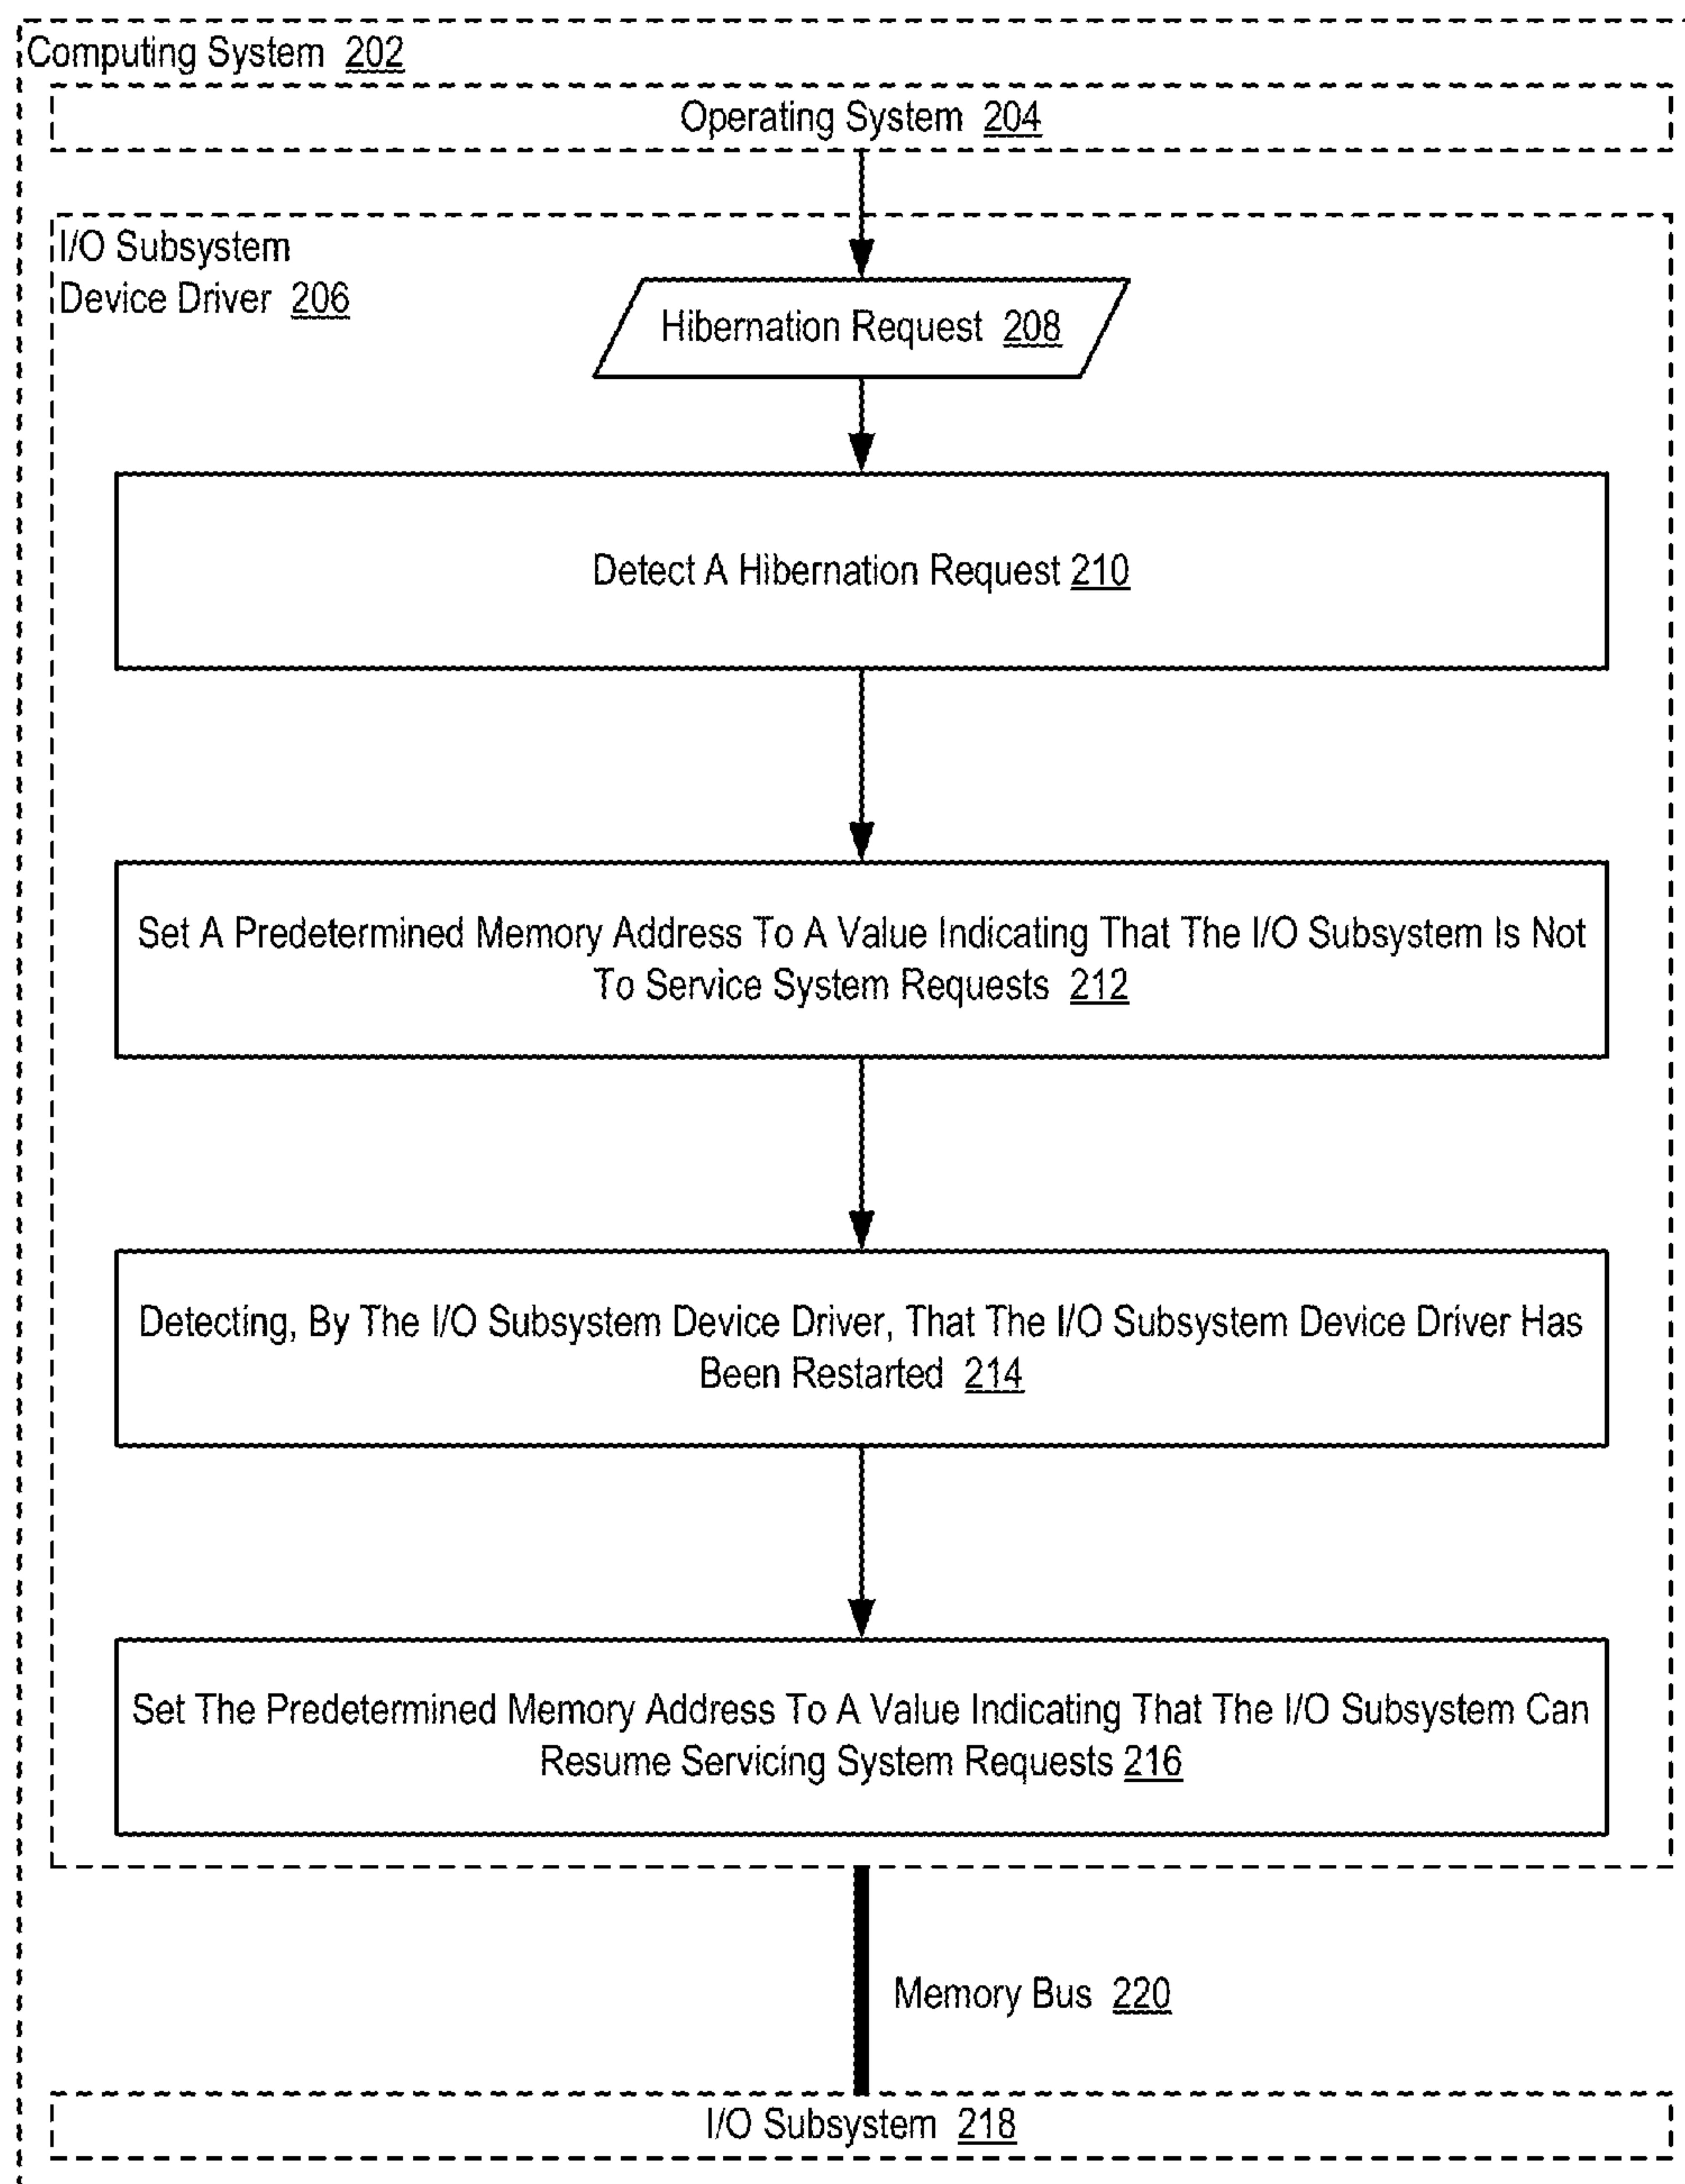 Computing System 202
Operating System 204
I/O Subsystem
Device Driver 206
Hibernation Request 208
Detect A Hibernation Request 210
Set A Predetermined Memory Address To A Value Indicating That The I/O Subsystem Is Not
To Service System Requests 212
Detecting, By The I/O Subsystem Device Driver, That The I/O Subsystem Device Driver Has
Been Restarted 214
Set The Predetermined Memory Address To A Value Indicating That The I/O Subsystem Can
Resume Servicing System Requests 216
Memory Bus 220
I/O Subsystem 218